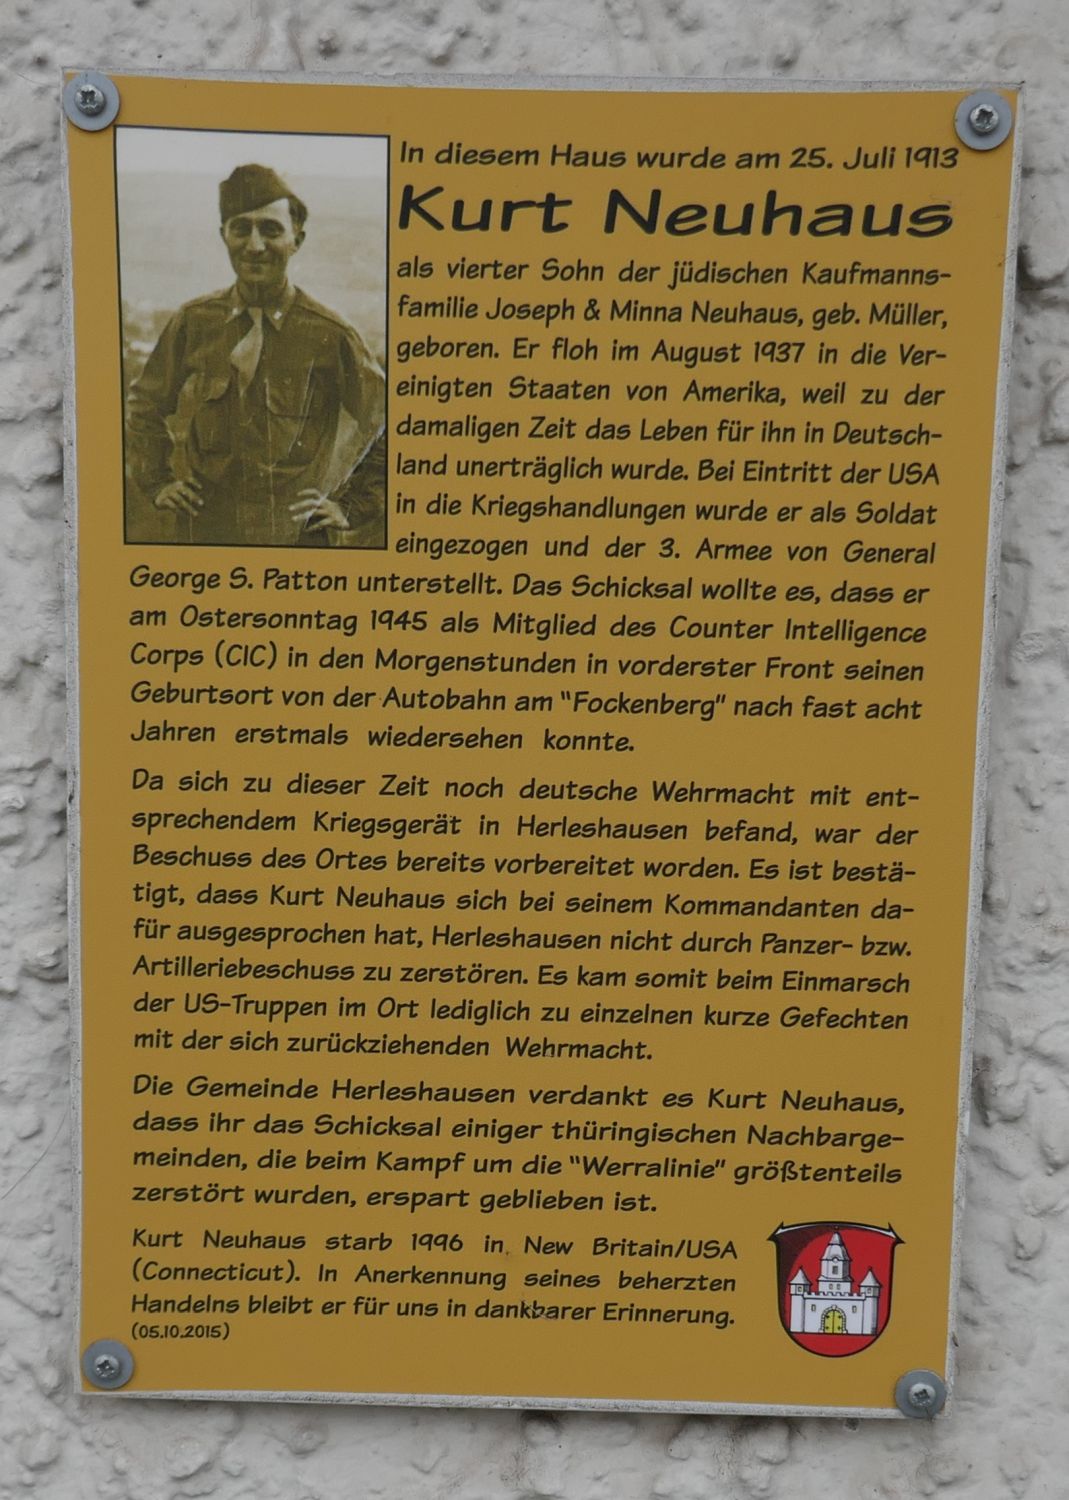 In diesem Haus wurde am 25. Juli 1913
Kurt Neuhaus
als vierter Sohn der jüdischen Kaufmanns-
familie Joseph & Minna Neuhaus, geb. Müller,
geboren. Er floh im August 1937 in die Ver-
einigten Staaten von Amerika, weil zu der
damaligen Zeit das Leben für ihn in Deutsch-
land unerträglich wurde. Bei Eintritt der USA
in die Kriegshandlungen wurde er als Soldat
eingezogen und der 3. Armee von General
George S. Patton unterstellt. Das Schicksal wollte es, dass er
am Ostersonntag 1945 als Mitglied des Counter Intelligence
Corps (CIC) in den Morgenstunden in vorderster Front seinen
Geburtsort von der Autobahn am "Fockenberg" nach fast acht
Jahren erstmals wiedersehen konnte.
Da sich zu dieser Zeit noch deutsche Wehrmacht mit ent-
sprechendem Kriegsgerät in Herleshausen befand, war der
Beschuss des Ortes bereits vorbereitet worden. Es ist bestä-
tigt, dass Kurt Neuhaus sich bei seinem Kommandanten da-
für ausgesprochen hat, Herleshausen nicht durch Panzer- bzw.
Artilleriebeschuss zu zerstören. Es kam somit beim Einmarsch
der US-Truppen im Ort lediglich zu einzelnen kurze Gefechten
mit der sich zurückziehenden Wehrmacht.
Die Gemeinde Herleshausen verdankt es Kurt Neuhaus,
dass ihr das Schicksal einiger thüringischen Nachbarge-
meinden, die beim Kampf um die "Werralinie" größtenteils
zerstört wurden, erspart geblieben ist.
Kurt Neuhaus starb 1996 in New Britain/USA
(Connecticut). In Anerkennung seines beherzten
Handelns bleibt er für uns in dankbarer Erinnerung.
(05.10.2015)